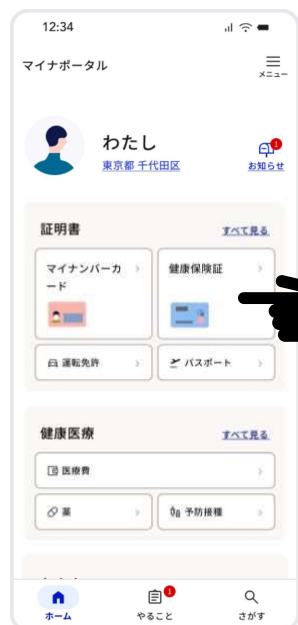 12:34
マイナポータル
メニュー
わたし
東京都 千代田区
1
お知らせ
証明書
すべて見る
マイナンバーカ
ード
健康保険証
運転免許
パスポート
健康医療
すべて見る
医療費
薬
予防接種
1
ホーム
やること
さがす